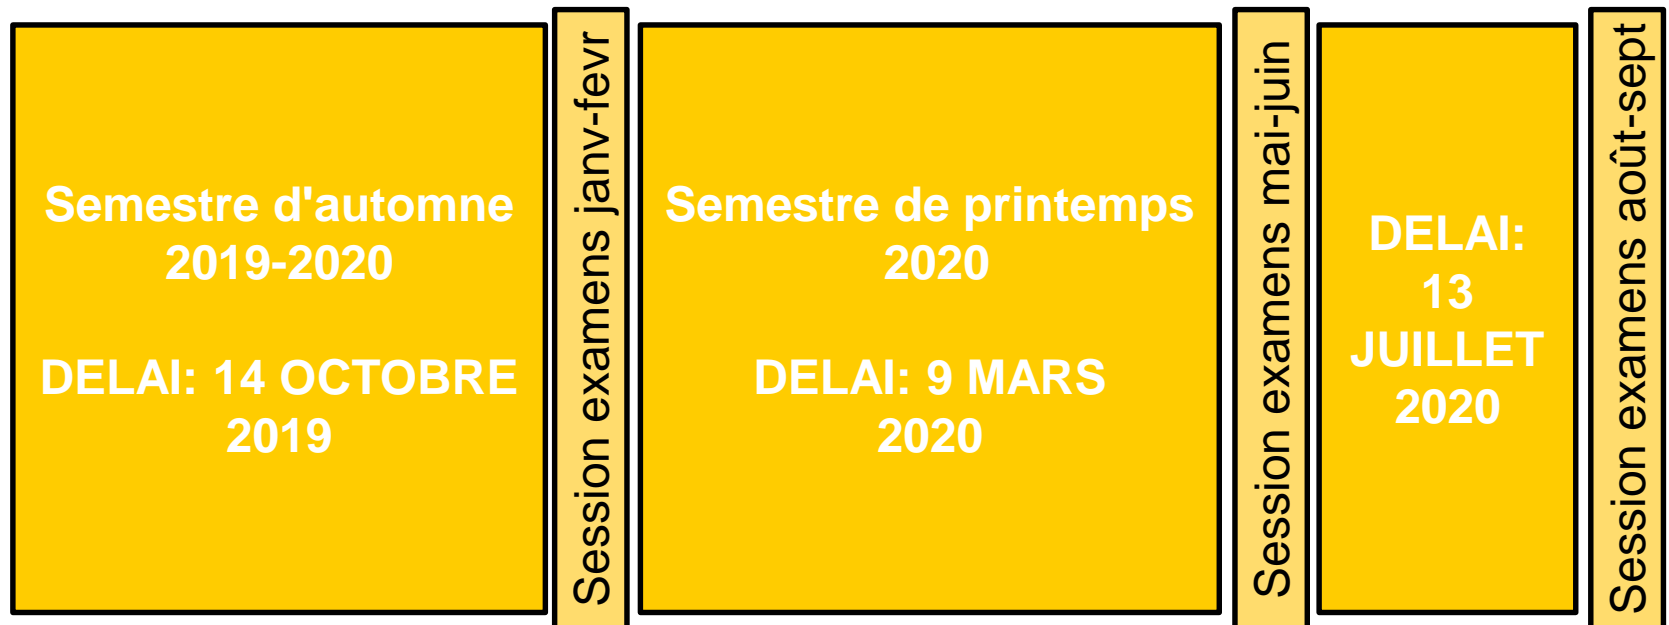 Semestre d'automne
2019-2020
DELAI: 14 OCTOBRE
2019
Session examens janv-fevr
Semestre de printemps
2020
DELAI: 9 MARS
2020
Session examens mai-juin
DELAI:
13
JUILLET
2020
Session examens août-sept